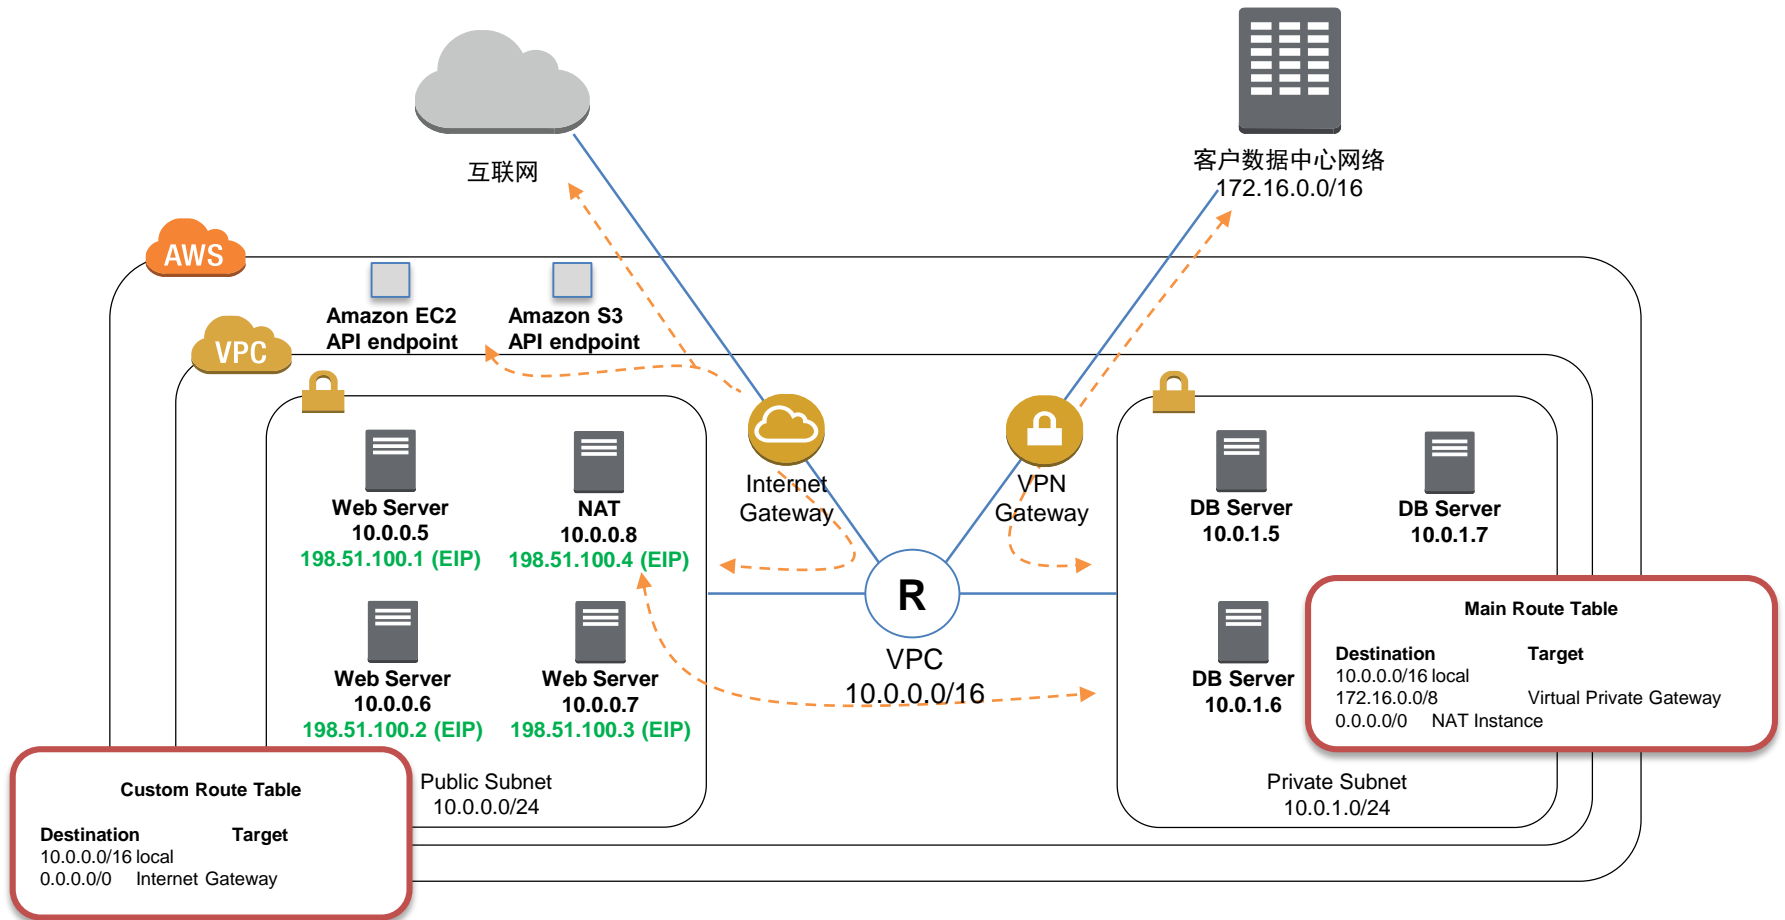 互联网
客户数据中心网络
172.16.0.0/16
AWS
Amazon EC2
API endpoint
Amazon S3
API endpoint
VPC
Web Server
10.0.0.5
198.51.100.1 (EIP)
NAT
10.0.0.8
198.51.100.4 (EIP)
Internet
Gateway
VPN
Gateway
DB Server
10.0.1.5
DB Server
10.0.1.7
R
VPC
10.0.0.0/16
Web Server
10.0.0.6
198.51.100.2 (EIP)
Web Server
10.0.0.7
198.51.100.3 (EIP)
DB Server
10.0.1.6
Main Route Table
Destination Target
10.0.0.0/16 local
172.16.0.0/8 Virtual Private Gateway
0.0.0.0/0 NAT Instance
Public Subnet
10.0.0.0/24
Private Subnet
10.0.1.0/24
Custom Route Table
Destination Target
10.0.0.0/16 local
0.0.0.0/0 Internet Gateway